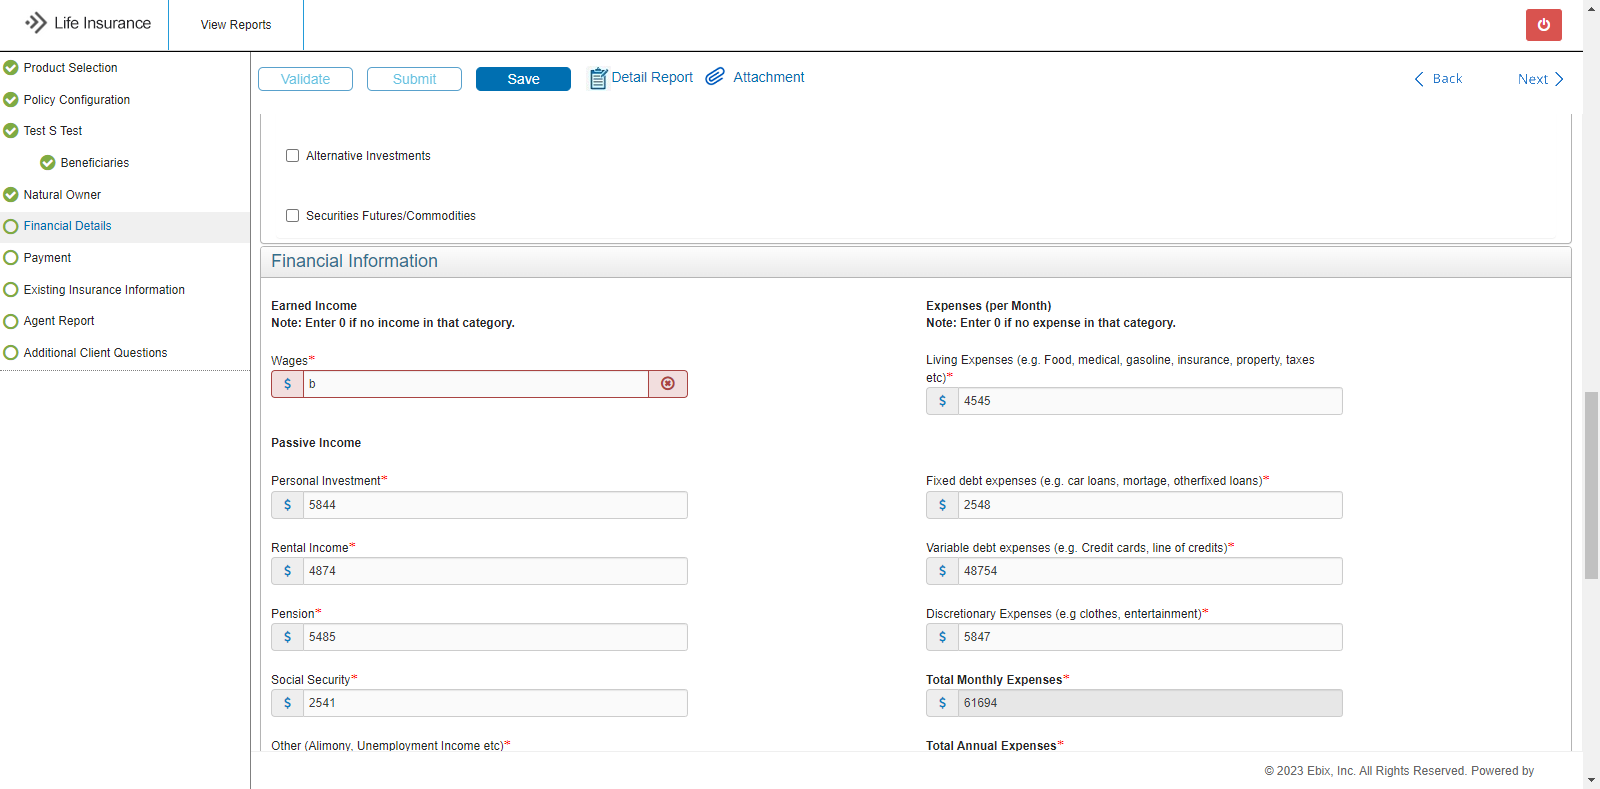 Life Insurance
View Reports
Product Selection
Policy Configuration
Test S Test
Beneficiaries
Natural Owner
Financial Details
Payment
Existing Insurance Information
Agent Report
Additional Client Questions
Validate
Submit
Save
Detail Report
Attachment
Back
Next
Alternative Investments
Securities Futures/Commodities
Financial Information
Earned Income
Note: Enter 0 if no income in that category.
Wages*
$ b
Passive Income
Personal Investment*
$ 5844
Rental Income*
$ 4874
Pension*
$ 5485
Social Security*
$ 2541
Other (Alimony, Unemployment Income etc)*
Expenses (per Month)
Note: Enter 0 if no expense in that category.
Living Expenses (e.g. Food, medical, gasoline, insurance, property, taxes
etc)*
$ 4545
Fixed debt expenses (e.g. car loans, mortage, otherfixed loans)*
$ 2548
Variable debt expenses (e.g. Credit cards, line of credits)*
$ 48754
Discretionary Expenses (e.g clothes, entertainment)*
$ 5847
Total Monthly Expenses*
$ 61694
Total Annual Expenses*
© 2023 Ebix, Inc. All Rights Reserved. Powered by